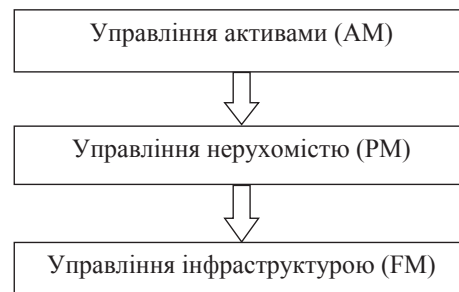 Управління активами (AM)
Управління нерухомістю (PM)
Управління інфраструктурою (FM)